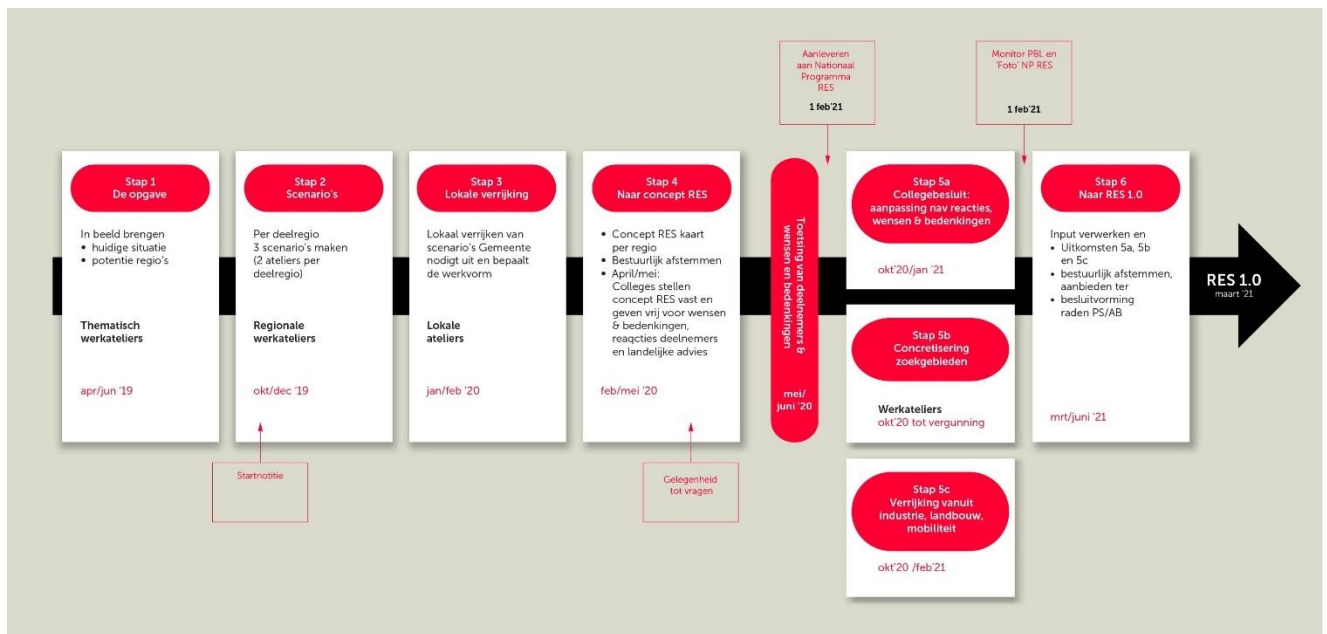 Aanleveren
aan Nationaal
Programma
RES
1 feb'21
Monitor PBL en
'Foto' NP RES
1 feb'21
Stap 1
De opgave
In beeld brengen
• huidige situatie
• potentie regio's
Thematisch
werkateliers
apr/jun '19
Stap 2
Scenario's
Per deelregio
3 scenario's maken
(2 ateliers per
deelregio)
Regionale
werkateliers
okt/dec '19
Startnotitie
Stap 3
Lokale verrijking
Lokaal verrijken van
scenario's Gemeente
nodigt uit en bepaalt
de werkvorm
Lokale
ateliers
jan/feb '20
Stap 4
Naar concept RES
• Concept RES kaart
per regio
• Bestuurlijk afstemmen
• April/mei:
Colleges stellen
concept RES vast en
geven vrij voor wensen
& bedenkingen,
reaqcties deelnemers
en landelijke advies
feb/mei '20
Gelegenheid
tot vragen
Toetsing van deelnemers &
wensen en bedenkingen
mei/
juni '20
Stap 5a
Collegebesluit:
aanpassing nav reacties,
wensen & bedenkingen
okt'20/jan '21
Stap 5b
Concretisering
zoekgebieden
Werkateliers
okt'20 tot vergunning
Stap 5c
Verrijking vanuit
industrie, landbouw,
mobiliteit
okt'20 /feb'21
Stap 6
Naar RES 1.0
Input verwerken en
• Uitkomsten 5a, 5b
en 5c
• bestuurlijk afstemmen,
aanbieden ter
• besluitvorming
raden PS/AB
mrt/juni '21
RES 1.0
maart '21